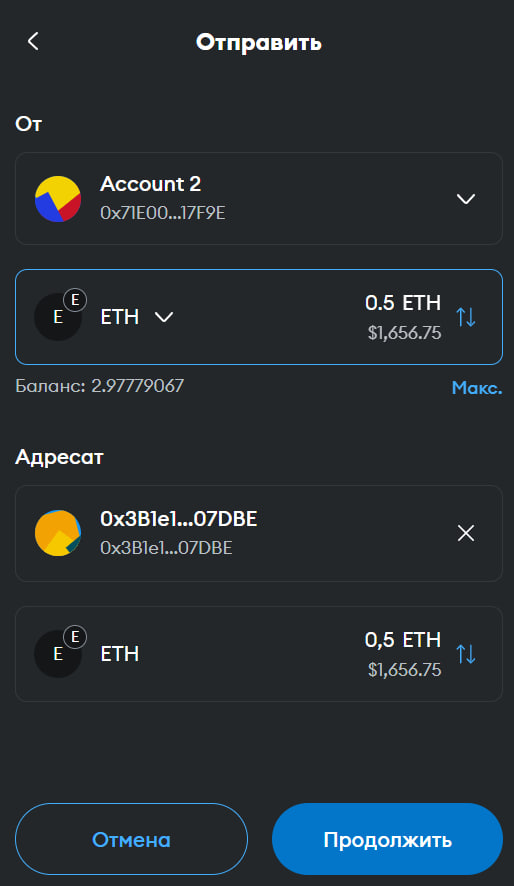 Отправить
От
Account 2
0x71E00...17F9E
E
E
ETH
0.5 ETH
$1,656.75
Баланс: 2.97779067
Макс.
Адресат
0x3B1e1...07DBE
0x3B1e1...07DBE
E
E
ETH
0,5 ETH
$1,656.75
Отмена
Продолжить